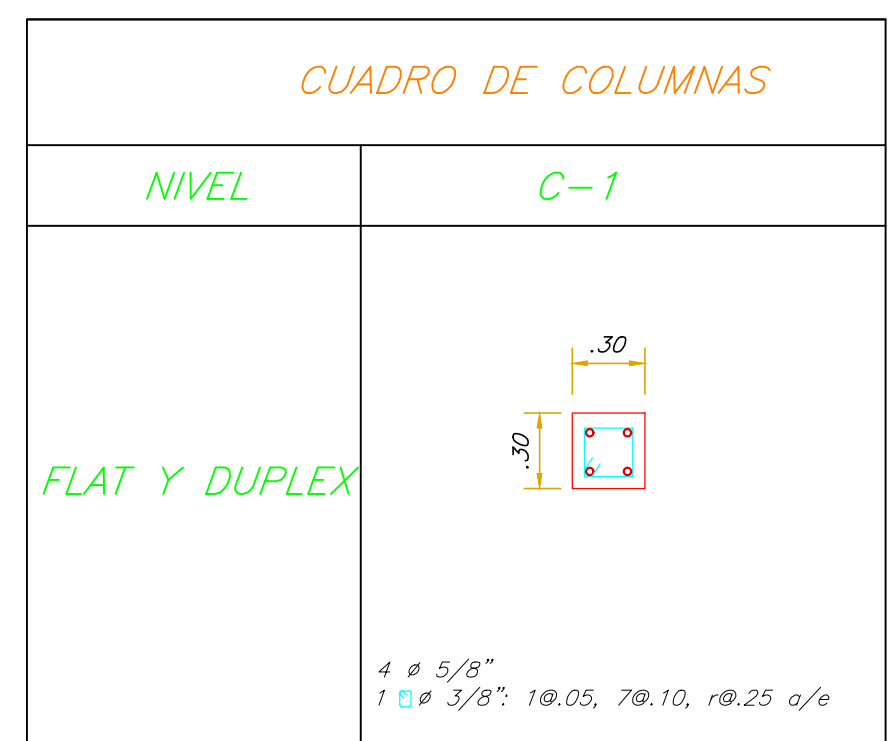 CUADRO DE COLUMNAS
NIVEL
C-1
.30
.30
FLAT Y DUPLEX
4 ø 5/8"
1 ø 3/8": 1@.05, 7@.10, r@.25 a/e